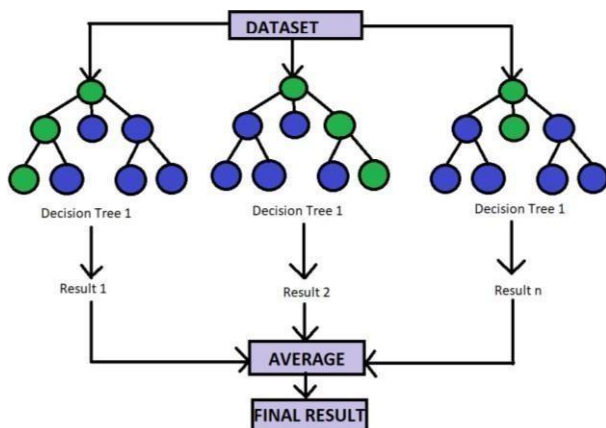 DATASET
Decision Tree 1
Decision Tree 1
Decision Tree 1
Result 1
Result 2
Result n
AVERAGE
FINAL RESULT